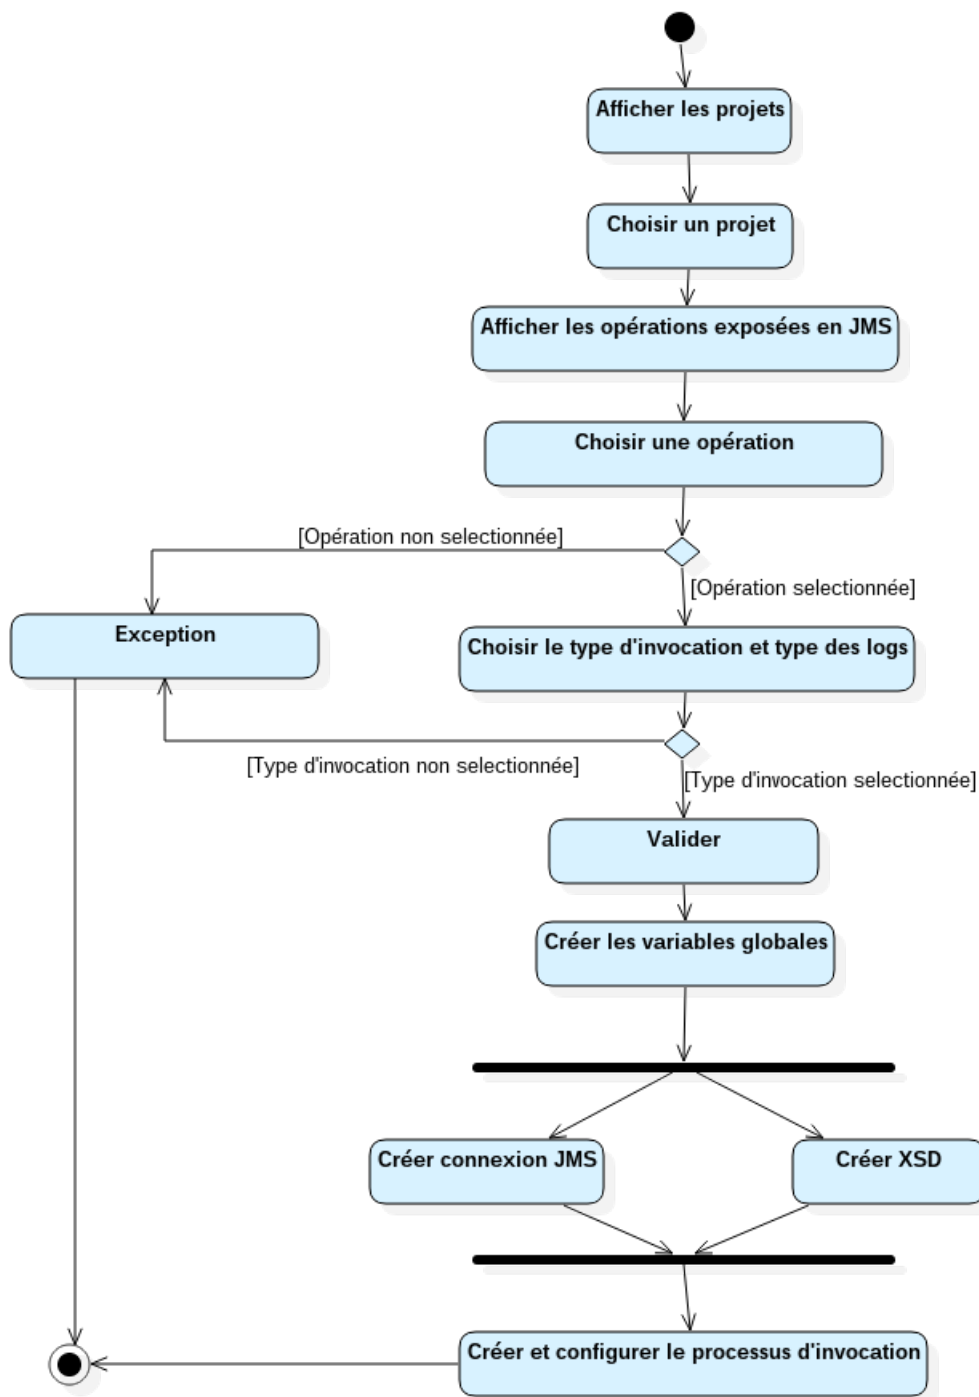 Afficher les projets
Choisir un projet
Afficher les opérations exposées en JMS
Choisir une opération
[Opération non selectionnée]
[Opération selectionnée]
Exception
Choisir le type d'invocation et type des logs
[Type d'invocation non selectionnée]
[Type d'invocation selectionnée]
Valider
Créer les variables globales
Créer connexion JMS
Créer XSD
Créer et configurer le processus d'invocation